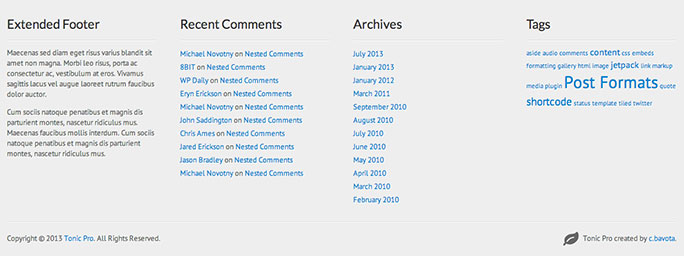 Extended Footer
Maecenas sed diam eget risus varius blandit sit
amet non magna. Morbi leo risus, porta ac
consectetur ac, vestibulum at eros. Vivamus
sagittis lacus vel augue laoreet rutrum faucibus
dolor auctor.
Cum sociis natoque penatibus et magnis dis
parturient montes, nascetur ridiculus mus.
Maecenas faucibus mollis interdum. Cum sociis
natoque penatibus et magnis dis parturient
montes, nascetur ridiculus mus.
Recent Comments
Michael Novotny on Nested Comments
8BIT on Nested Comments
WP Daily on Nested Comments
Eryn Erickson on Nested Comments
Michael Novotny on Nested Comments
John Saddington on Nested Comments
Chris Ames on Nested Comments
Jared Erickson on Nested Comments
Jason Bradley on Nested Comments
Michael Novotny on Nested Comments
Archives
July 2013
January 2013
January 2012
March 2011
September 2010
August 2010
July 2010
June 2010
May 2010
April 2010
March 2010
February 2010
Tags
aside audio comments content css embeds
formatting gallery html image jetpack link markup
media plugin Post Formats quote
shortcode status template tiled twitter
Copyright © 2013 Tonic Pro. All Rights Reserved.
Tonic Pro created by c.bavota.